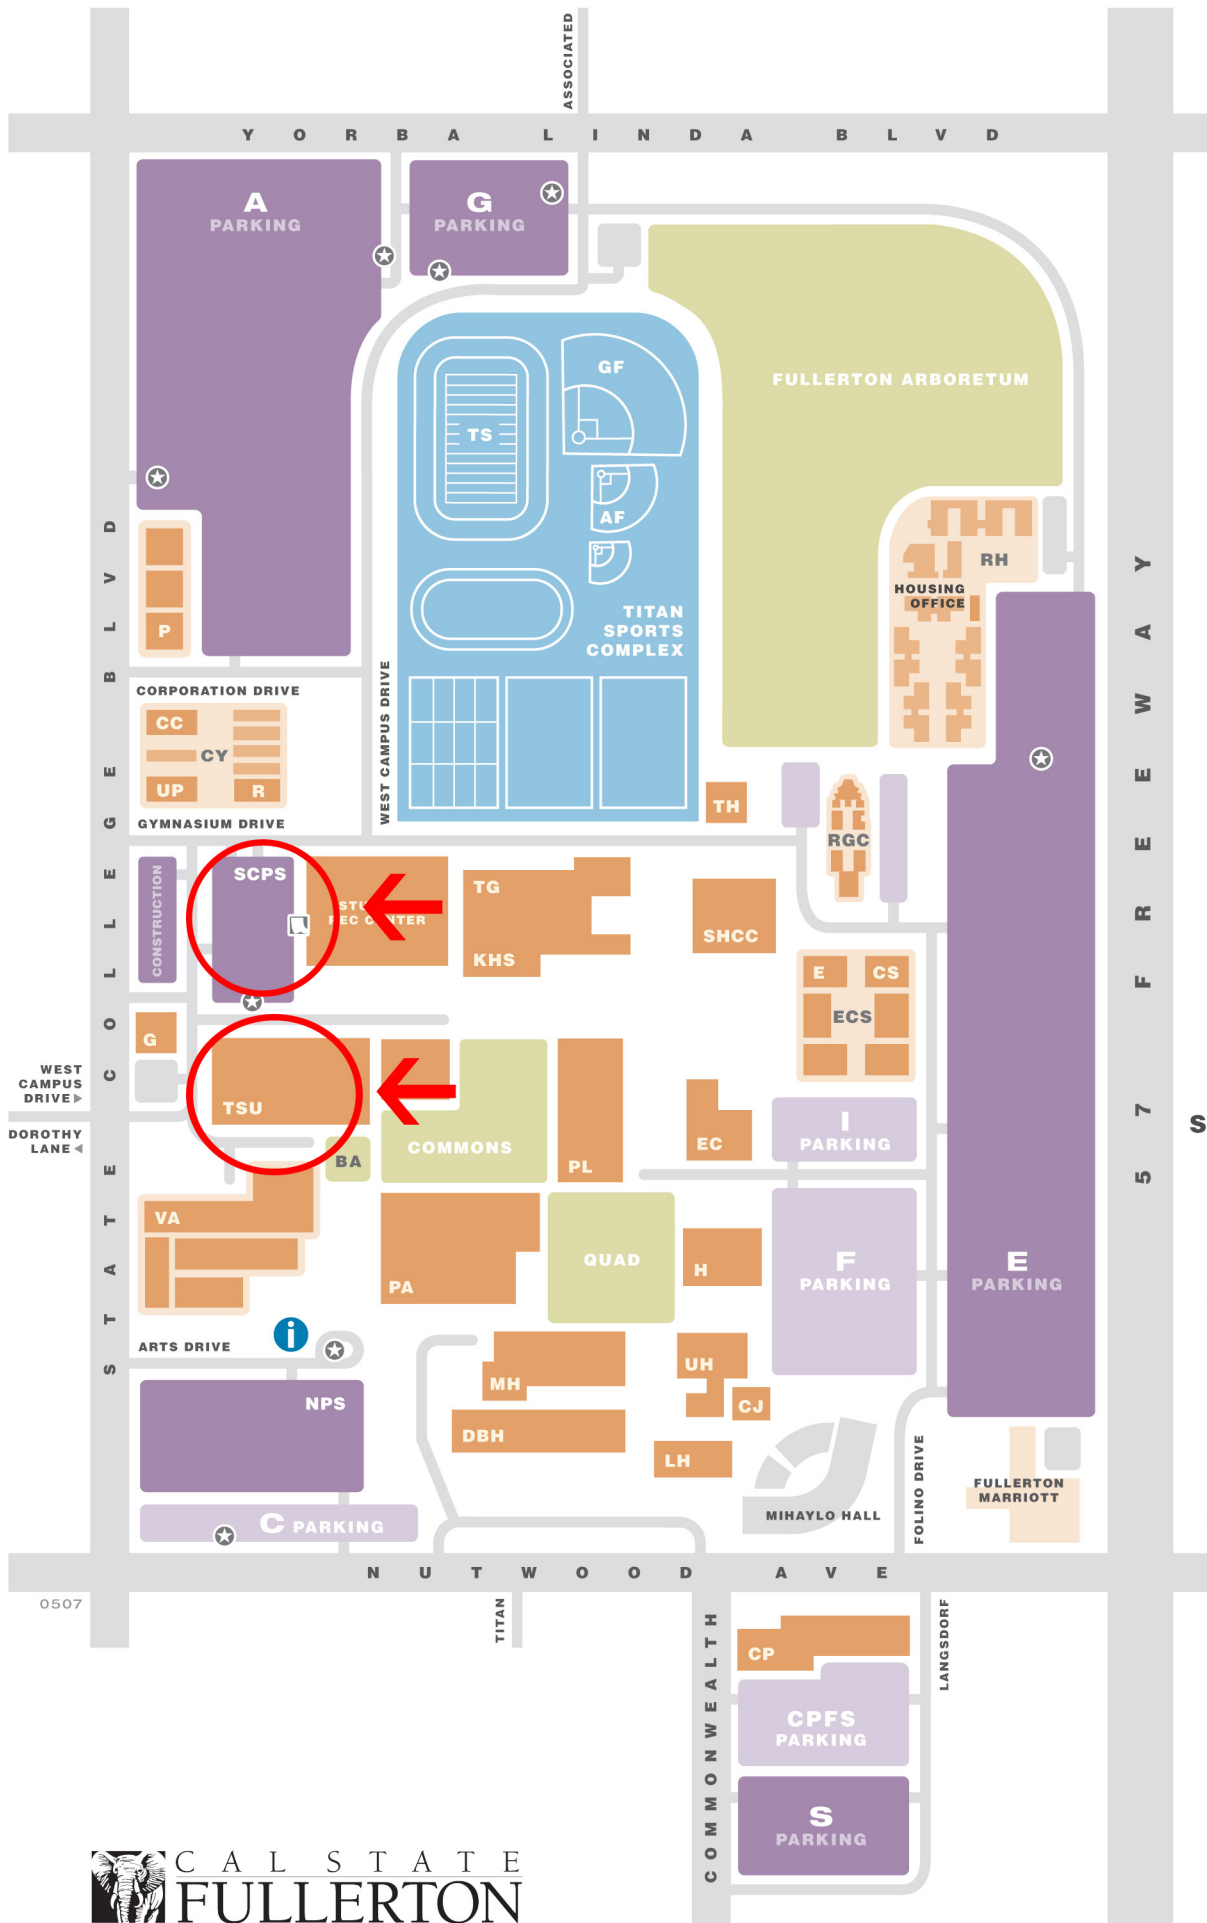 ASSOCIATED
YORBA LINDA BLVD
A
PARKING
G
PARKING
GF
TS
AF
FULLERTON ARBORETUM
RH
HOUSING
OFFICE
P
TITAN
SPORTS
COMPLEX
WEST CAMPUS DRIVE
CORPORATION DRIVE
CC
CY
UP
R
GYMNASIUM DRIVE
TH
RGC
STATE COLLEGE BLVD
57 FREEWAY
CONSTRUCTION
SCPS
REC CENTER
TG
KHS
SHCC
E
CS
ECS
G
WEST
CAMPUS
DRIVE
DOROTHY
LANE
TSU
BA
COMMONS
PL
EC
I
PARKING
S
VA
PA
QUAD
H
F
PARKING
E
PARKING
i
ARTS DRIVE
NPS
MH
UH
CJ
DBH
LH
C PARKING
MIHAYLO HALL
FOLINO DRIVE
FULLERTON
MARRIOTT
NUTWOOD AVE
0507
TITAN
COMMONWEALTH
LANGSDORF
CP
CPFS
PARKING
S
PARKING
CAL STATE
FULLERTON